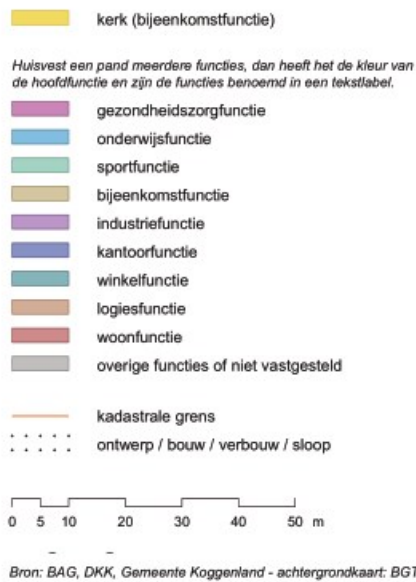 kerk (bijeenkomstfunctie)
Huisvest een pand meerdere functies, dan heeft het de kleur van
de hoofdfunctie en zijn de functies benoemd in een tekstlabel.
gezondheidszorgfunctie
onderwijsfunctie
sportfunctie
bijeenkomstfunctie
industriefunctie
kantoorfunctie
winkelfunctie
logiesfunctie
woonfunctie
overige functies of niet vastgesteld
kadastrale grens
ontwerp / bouw / verbouw / sloop
0 5 10 20 30 40 50 m
Bron: BAG, DKK, Gemeente Koggenland - achtergrondkaart: BGT